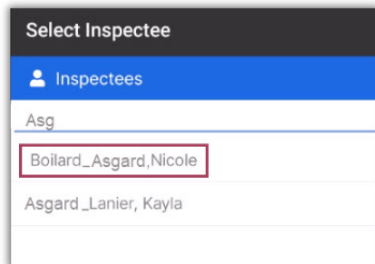 Select Inspectee
Inspectees
Asg
Boilard_Asgard,Nicole
Asgard_Lanier, Kayla